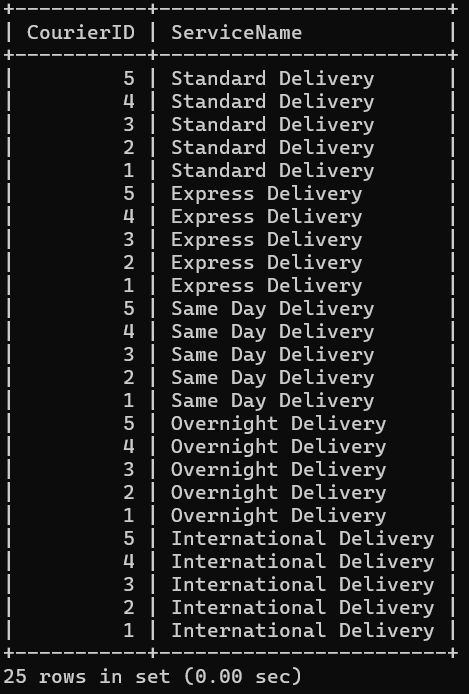 +-----------+------------------------+
| CourierID | ServiceName            |
+-----------+------------------------+
|         5 | Standard Delivery      |
|         4 | Standard Delivery      |
|         3 | Standard Delivery      |
|         2 | Standard Delivery      |
|         1 | Standard Delivery      |
|         5 | Express Delivery       |
|         4 | Express Delivery       |
|         3 | Express Delivery       |
|         2 | Express Delivery       |
|         1 | Express Delivery       |
|         5 | Same Day Delivery      |
|         4 | Same Day Delivery      |
|         3 | Same Day Delivery      |
|         2 | Same Day Delivery      |
|         1 | Same Day Delivery      |
|         5 | Overnight Delivery     |
|         4 | Overnight Delivery     |
|         3 | Overnight Delivery     |
|         2 | Overnight Delivery     |
|         1 | Overnight Delivery     |
|         5 | International Delivery |
|         4 | International Delivery |
|         3 | International Delivery |
|         2 | International Delivery |
|         1 | International Delivery |
+-----------+------------------------+
25 rows in set (0.00 sec)